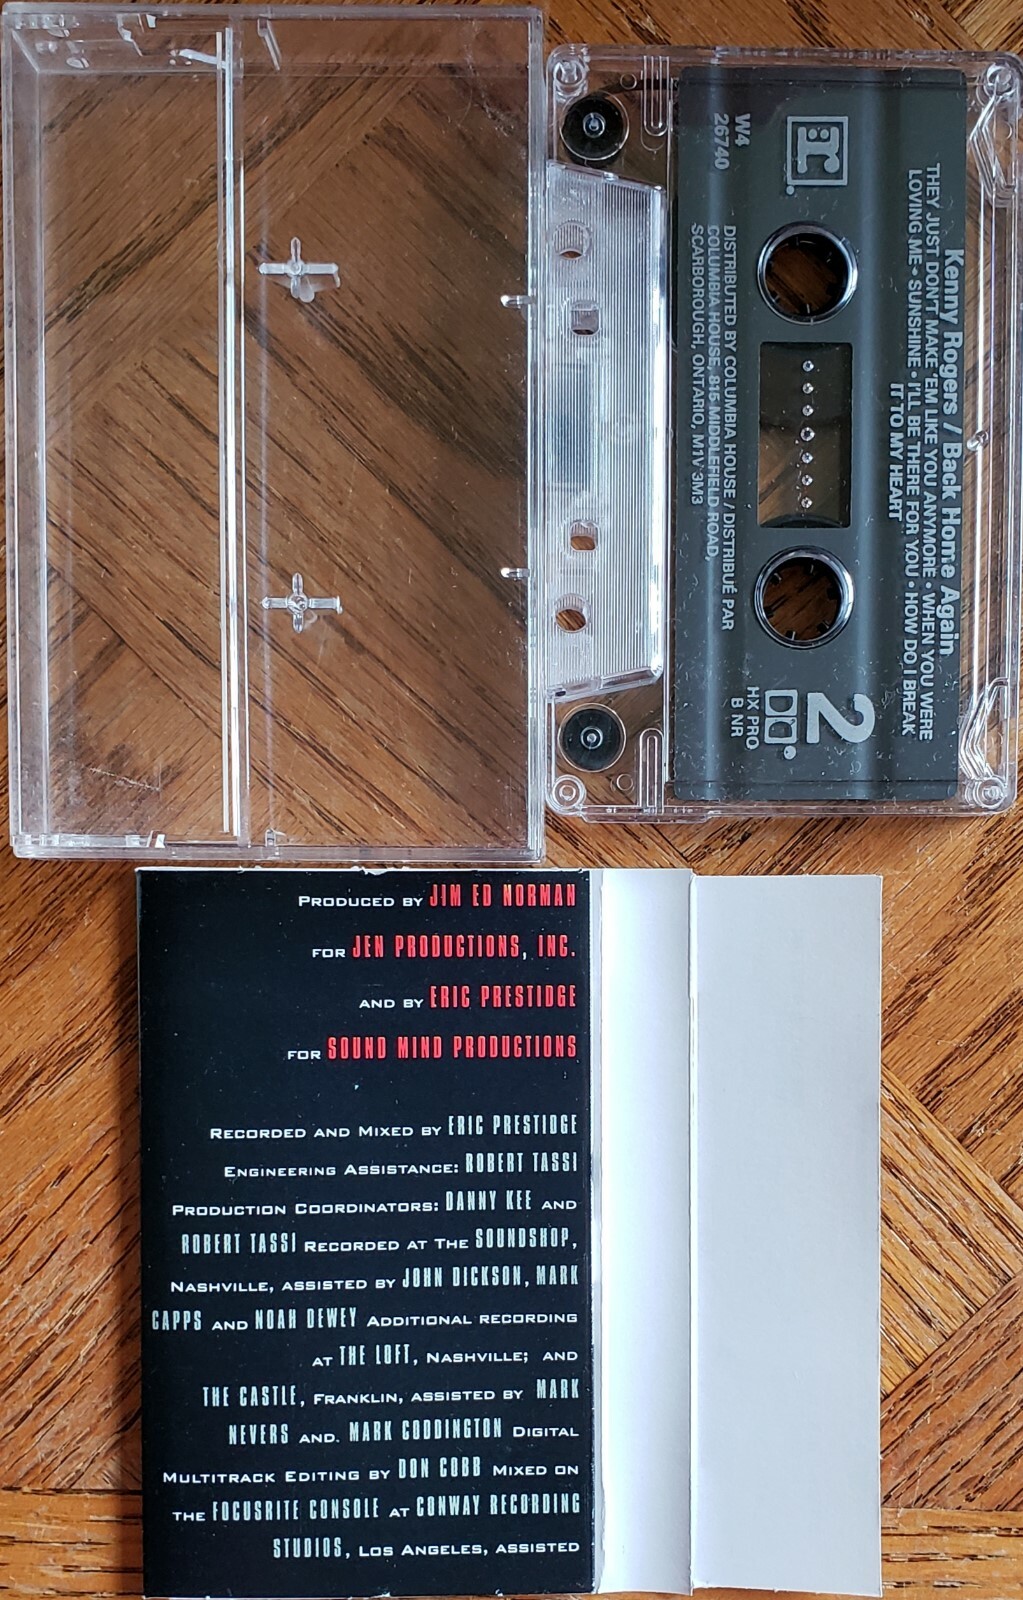 Kenny Rogers / Back Home Again
THEY JUST DON'T MAKE 'EM LIKE YOU ANYMORE • WHEN YOU WERE
LOVING ME • SUNSHINE • I'LL BE THERE FOR YOU • HOW DO I BREAK
IT TO MY HEART
r
2
HX PRO
B NR
W4
26740
DISTRIBUTED BY COLUMBIA HOUSE / DISTRIBUÉ PAR
COLUMBIA HOUSE, 815 MIDDLEFIELD ROAD,
SCARBOROUGH, ONTARIO, M1V 3M3
PRODUCED BY JIM ED NORMAN
FOR JEN PRODUCTIONS, INC.
AND BY ERIC PRESTIDGE
FOR SOUND MIND PRODUCTIONS
RECORDED AND MIXED BY ERIC PRESTIDGE
ENGINEERING ASSISTANCE: ROBERT TASSI
PRODUCTION COORDINATORS: DANNY KEE AND
ROBERT TASSI RECORDED AT THE SOUNDSHOP,
NASHVILLE, ASSISTED BY JOHN DICKSON, MARK
CAPPS AND NOAH DEWEY ADDITIONAL RECORDING
AT THE LOFT, NASHVILLE; AND
THE CASTLE, FRANKLIN, ASSISTED BY MARK
NEVERS AND. MARK CODDINGTON DIGITAL
MULTITRACK EDITING BY DON COBB MIXED ON
THE FOCUSRITE CONSOLE AT CONWAY RECORDING
STUDIOS, LOS ANGELES, ASSISTED